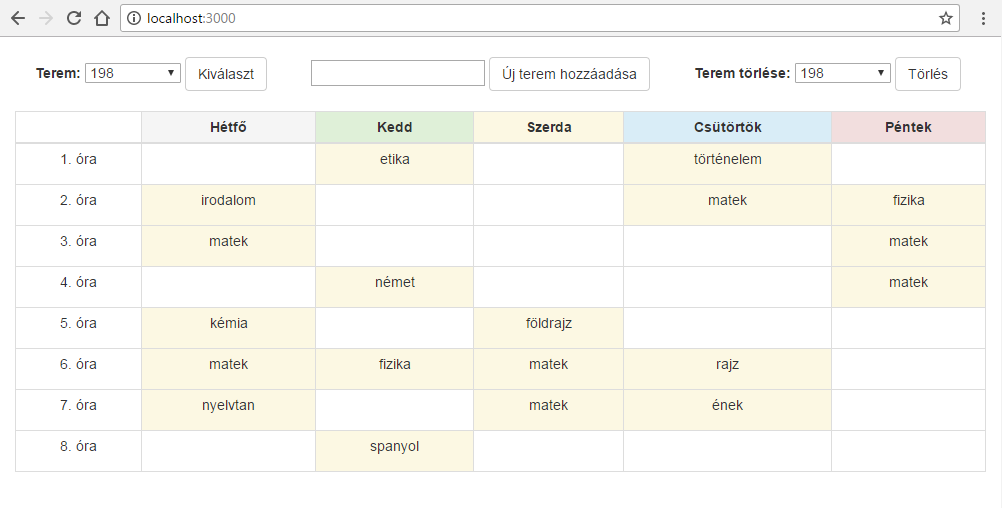 localhost:3000
Terem: 198 Kiválaszt Új terem hozzáadása Terem törlése: 198 Törlés
Hétfő Kedd Szerda Csütörtök Péntek
1. óra etika történelem
2. óra irodalom matek fizika
3. óra matek matek
4. óra német matek
5. óra kémia földrajz
6. óra matek fizika matek rajz
7. óra nyelvtan matek ének
8. óra spanyol